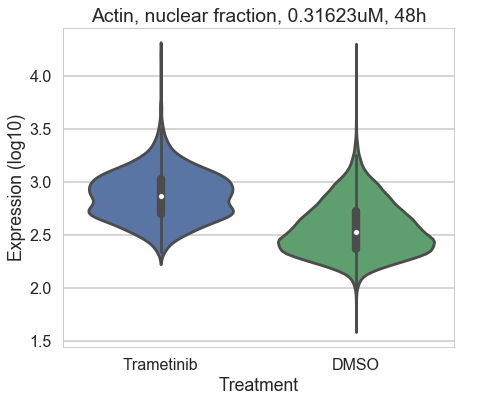 Actin, nuclear fraction, 0.31623uM, 48h
Expression (log10)
4.0
3.5
3.0
2.5
2.0
1.5
Trametinib
DMSO
Treatment